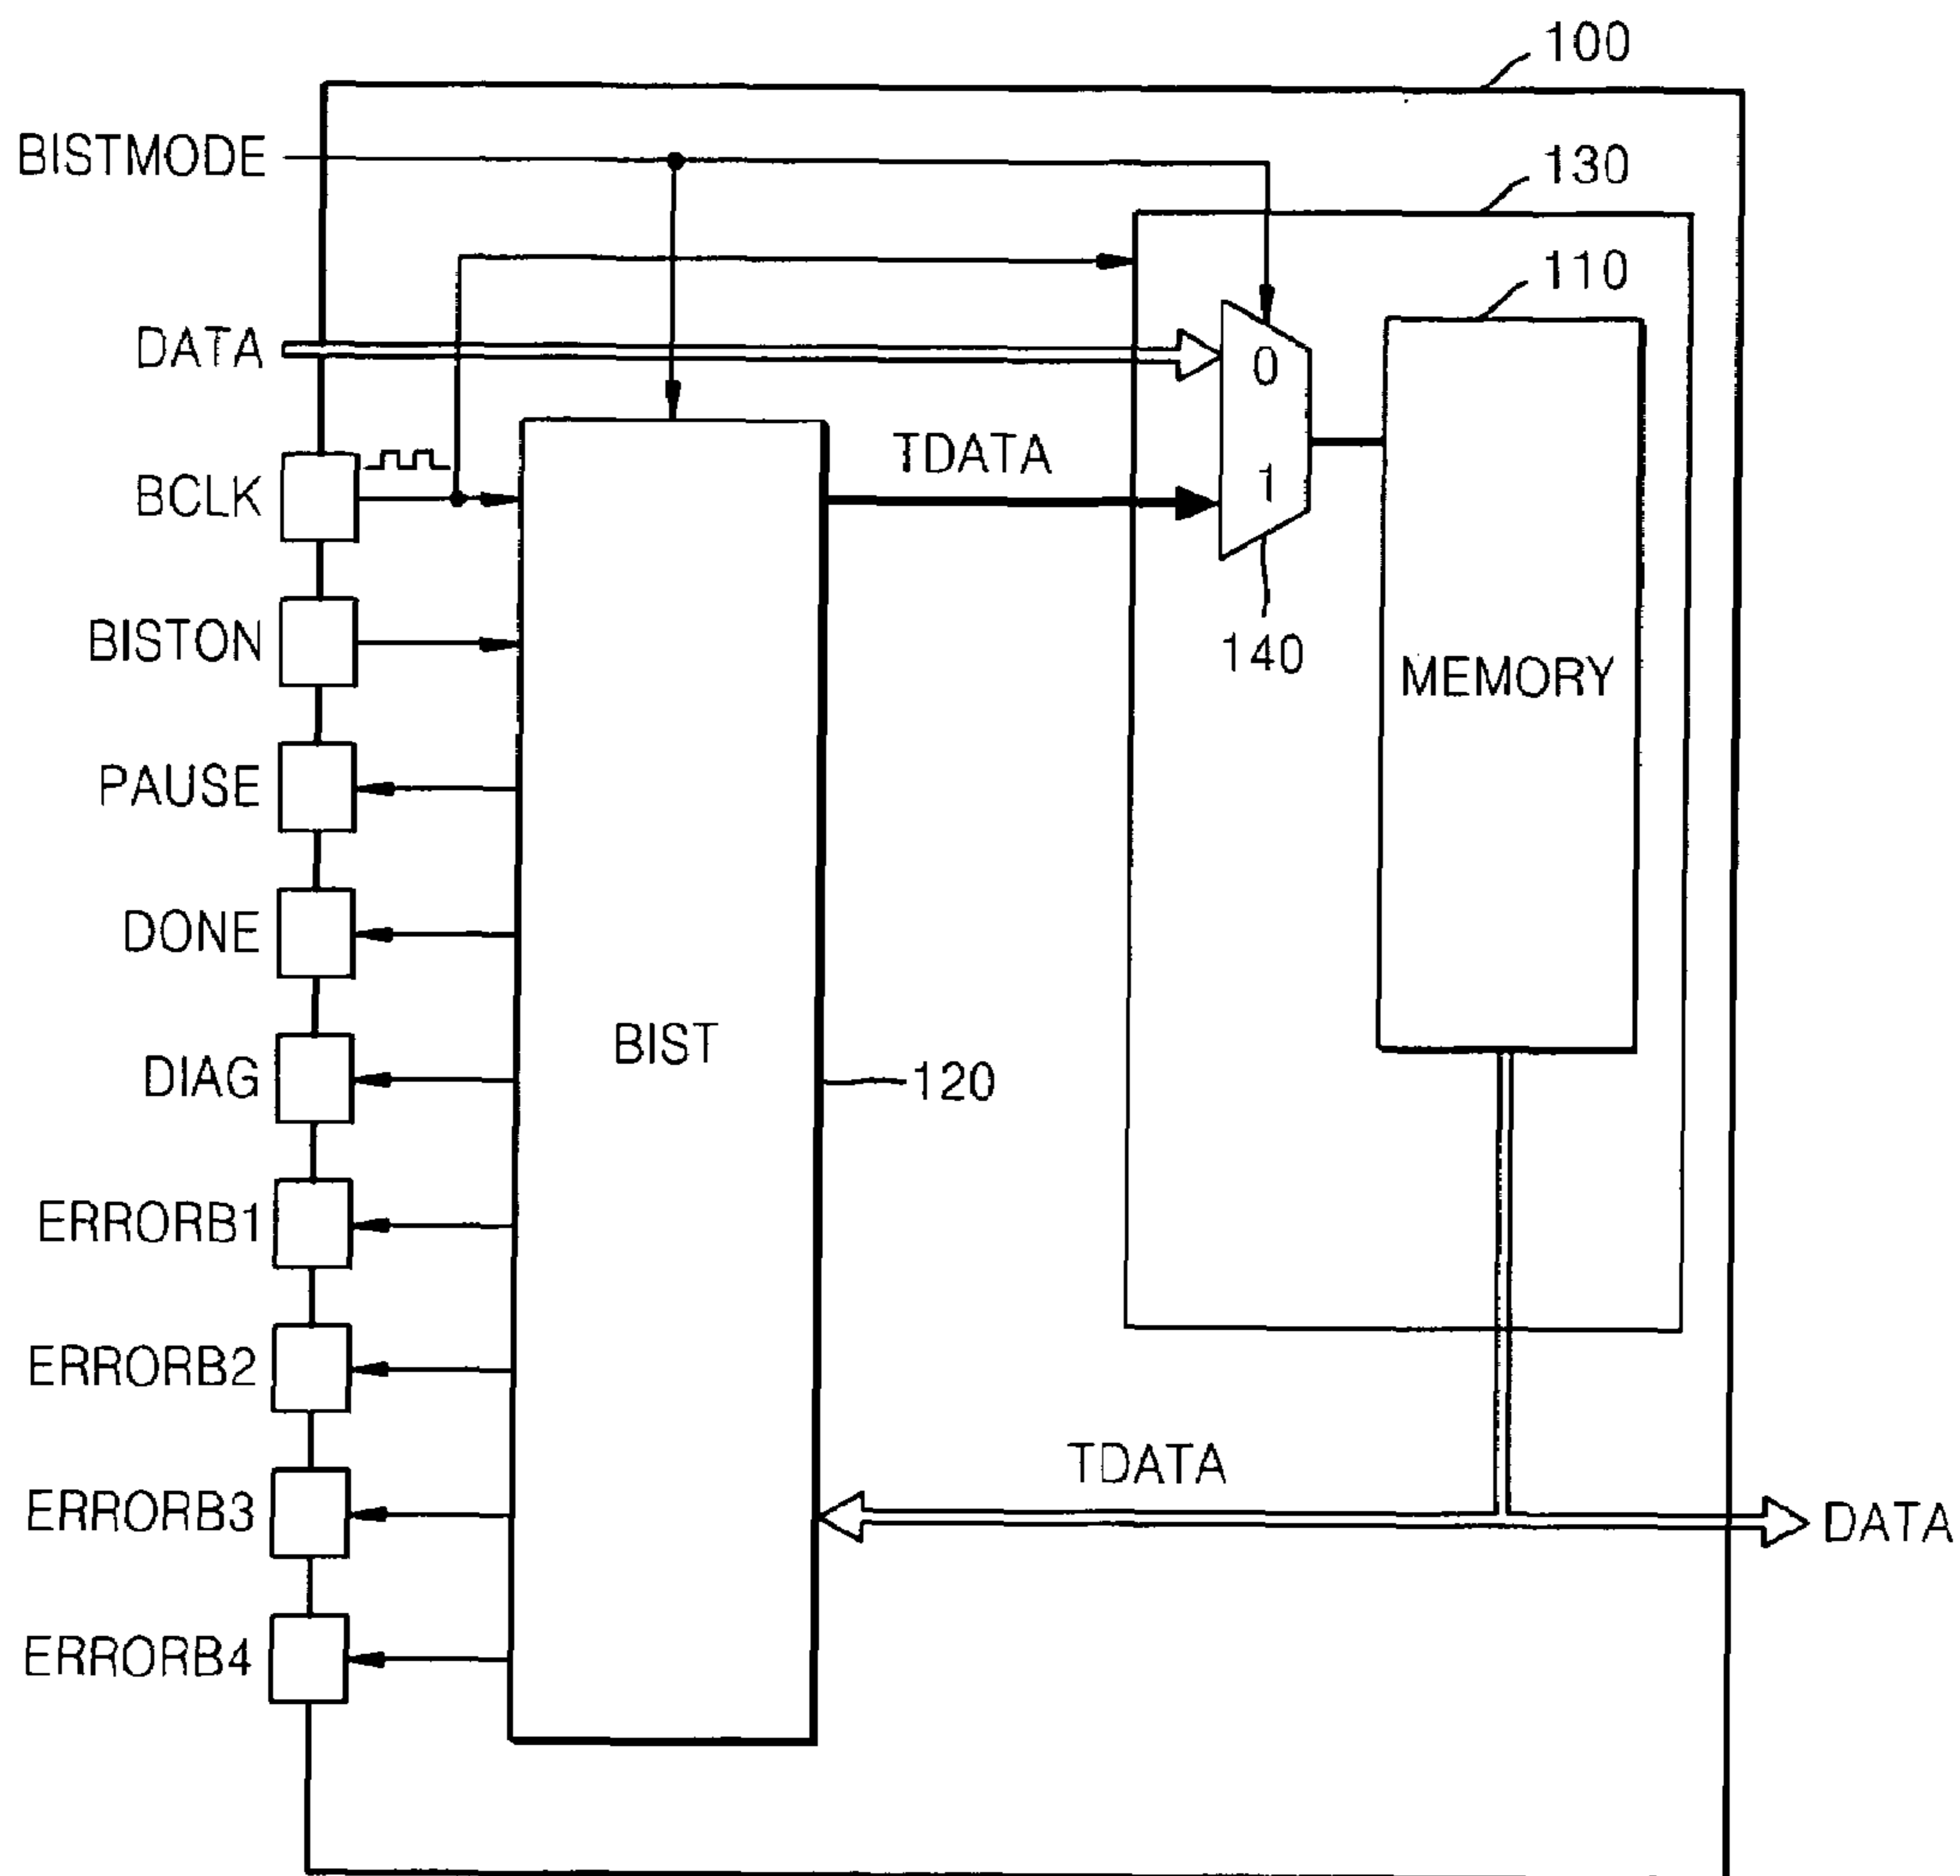 100
BISTMODE
130
110
DATA
0
TDATA
BCLK
1
BISTON
140
MEMORY
PAUSE
DONE
BIST
DIAG
120
ERRORB1
ERRORB2
TDATA
ERRORB3
DATA
ERRORB4